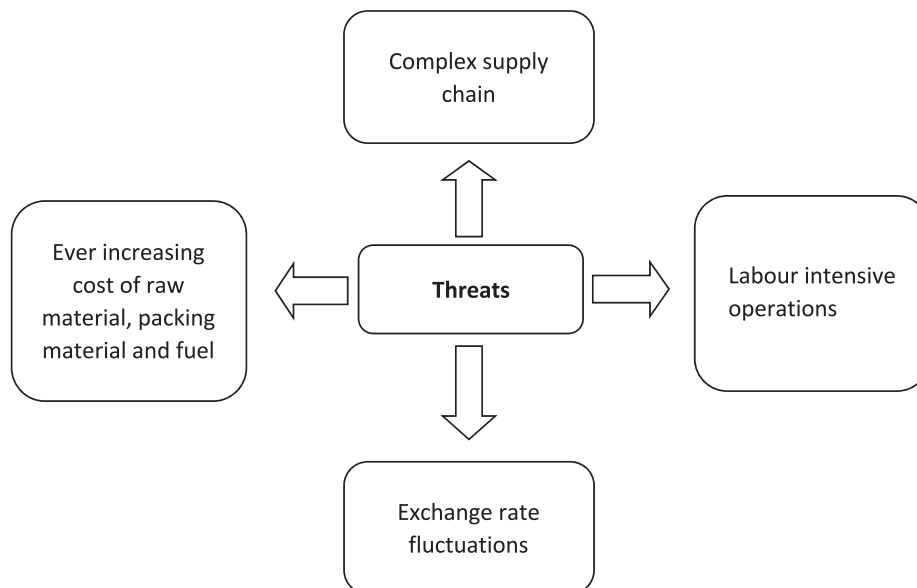 Complex supply
chain
Ever increasing
cost of raw
material, packing
material and fuel
Threats
Labour intensive
operations
Exchange rate
fluctuations